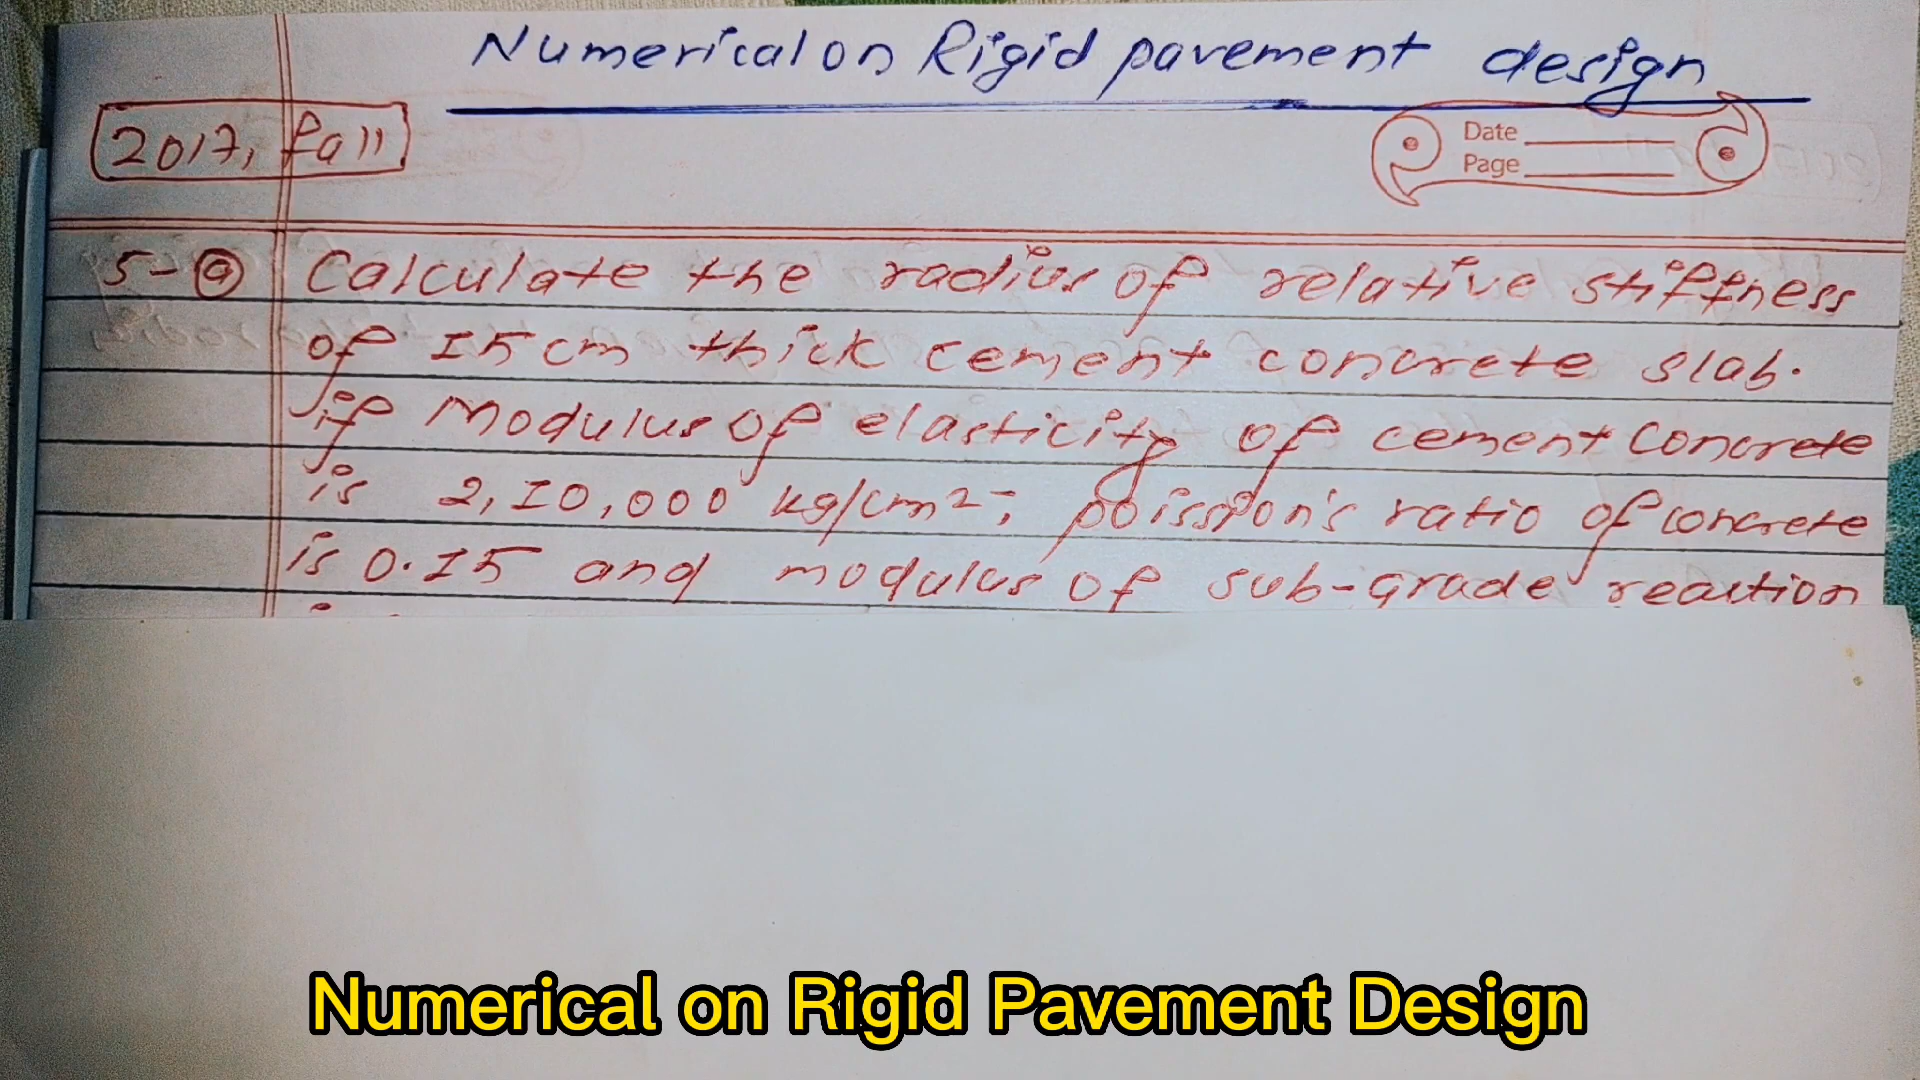 Numerical on Rigid pavement design
2017, fall
Date
Page
5-ⓐ Calculate the radius of relative stiffness
of 15cm thick cement concrete slab.
if Modulus of elasticity of cement Concrete
is 2,10,000 kg/cm2; poission's ratio of concrete
is 0.15 and modulus of sub-grade reaction
Numerical on Rigid Pavement Design